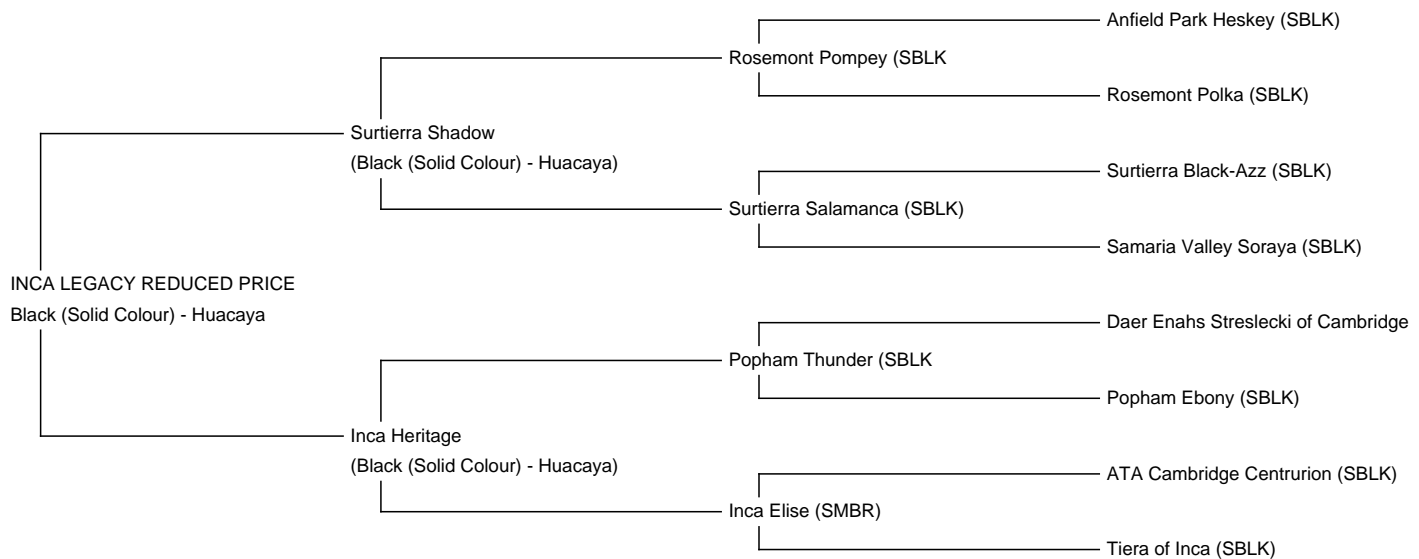 Anfield Park Heskey (SBLK)
Rosemont Pompey (SBLK
Rosemont Polka (SBLK)
Surtierra Shadow
(Black (Solid Colour) - Huacaya)
Surtierra Black-Azz (SBLK)
Surtierra Salamanca (SBLK)
Samaria Valley Soraya (SBLK)
INCA LEGACY REDUCED PRICE
Black (Solid Colour) - Huacaya
Daer Enahs Streslecki of Cambridge
Popham Thunder (SBLK
Popham Ebony (SBLK)
Inca Heritage
(Black (Solid Colour) - Huacaya)
ATA Cambridge Centrurion (SBLK)
Inca Elise (SMBR)
Tiera of Inca (SBLK)